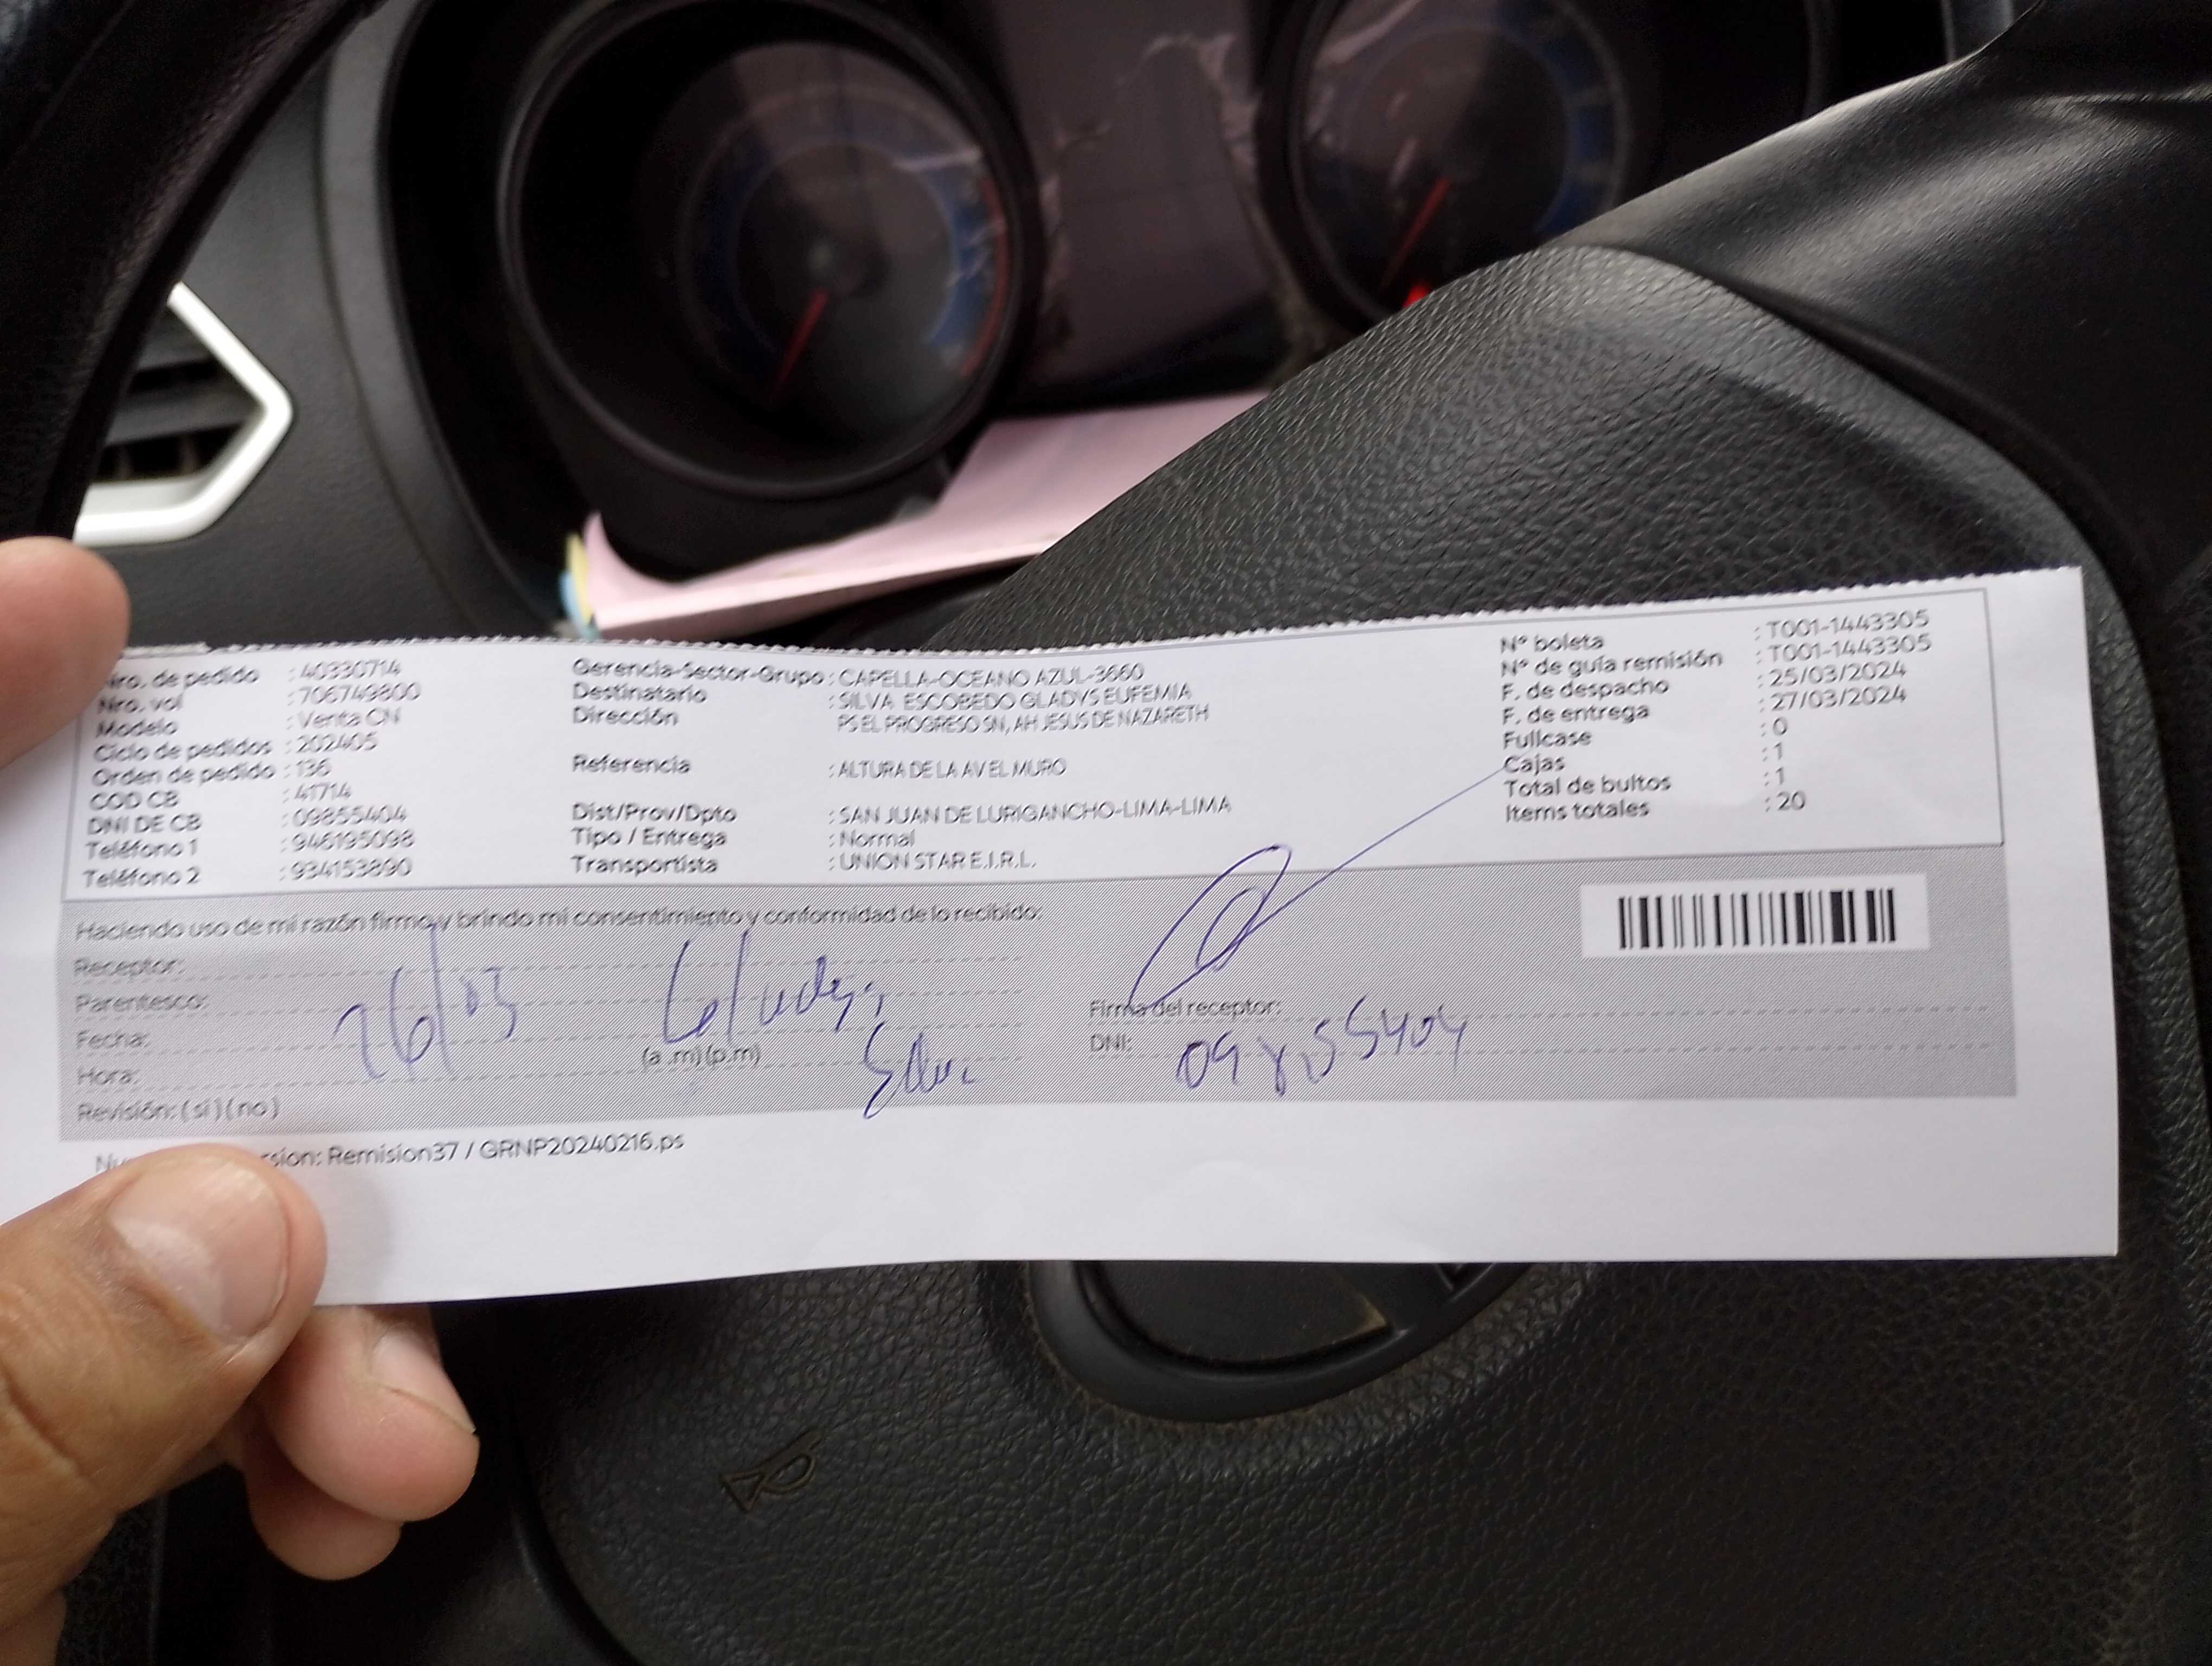 Nro. de pedido : 40330714
Nro. vol : 706749800
Modelo : Venta CN
Ciclo de pedidos : 202405
Orden de pedido : 136
COD CB : 41714
DNI DE CB : 09855404
Teléfono 1 : 946195098
Teléfono 2 : 934153890
Gerencia-Sector-Grupo : CAPELLA-OCEANO AZUL-3660
Destinatario : SILVA ESCOBEDO GLADYS EUFEMIA
Dirección PS EL PROGRESO SN, AH JESUS DE NAZARETH
Referencia : ALTURA DE LA AV EL MURO
Dist/Prov/Dpto : SAN JUAN DE LURIGANCHO-LIMA-LIMA
Tipo / Entrega : Normal
Transportista : UNION STAR E.I.R.L.
N° boleta : T001-1443305
N° de guía remisión : T001-1443305
F. de despacho : 25/03/2024
F. de entrega : 27/03/2024
Fullcase : 0
Cajas : 1
Total de bultos : 1
Items totales : 20
Haciendo uso de mi razón firmo y brindo mi consentimiento y conformidad de lo recibido:
Receptor:
Parentesco:
Fecha: 26/03 Gladys
Hora: (a .m) (p.m) Silva
Revisión: ( si ) ( no )
Firma del receptor:
DNI: 09855404
sion: Remision37 / GRNP20240216.ps